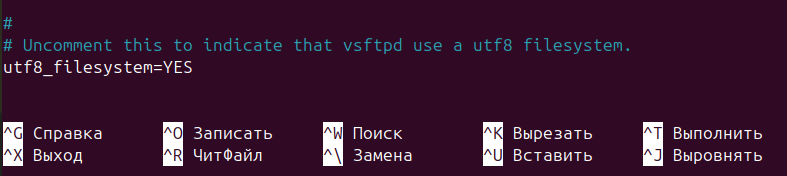 #
# Uncomment this to indicate that vsftpd use a utf8 filesystem.
utf8_filesystem=YES
^G Справка ^O Записать ^W Поиск ^K Вырезать ^T Выполнить
^X Выход ^R ЧитФайл ^\ Замена ^U Вставить ^J Выровнять